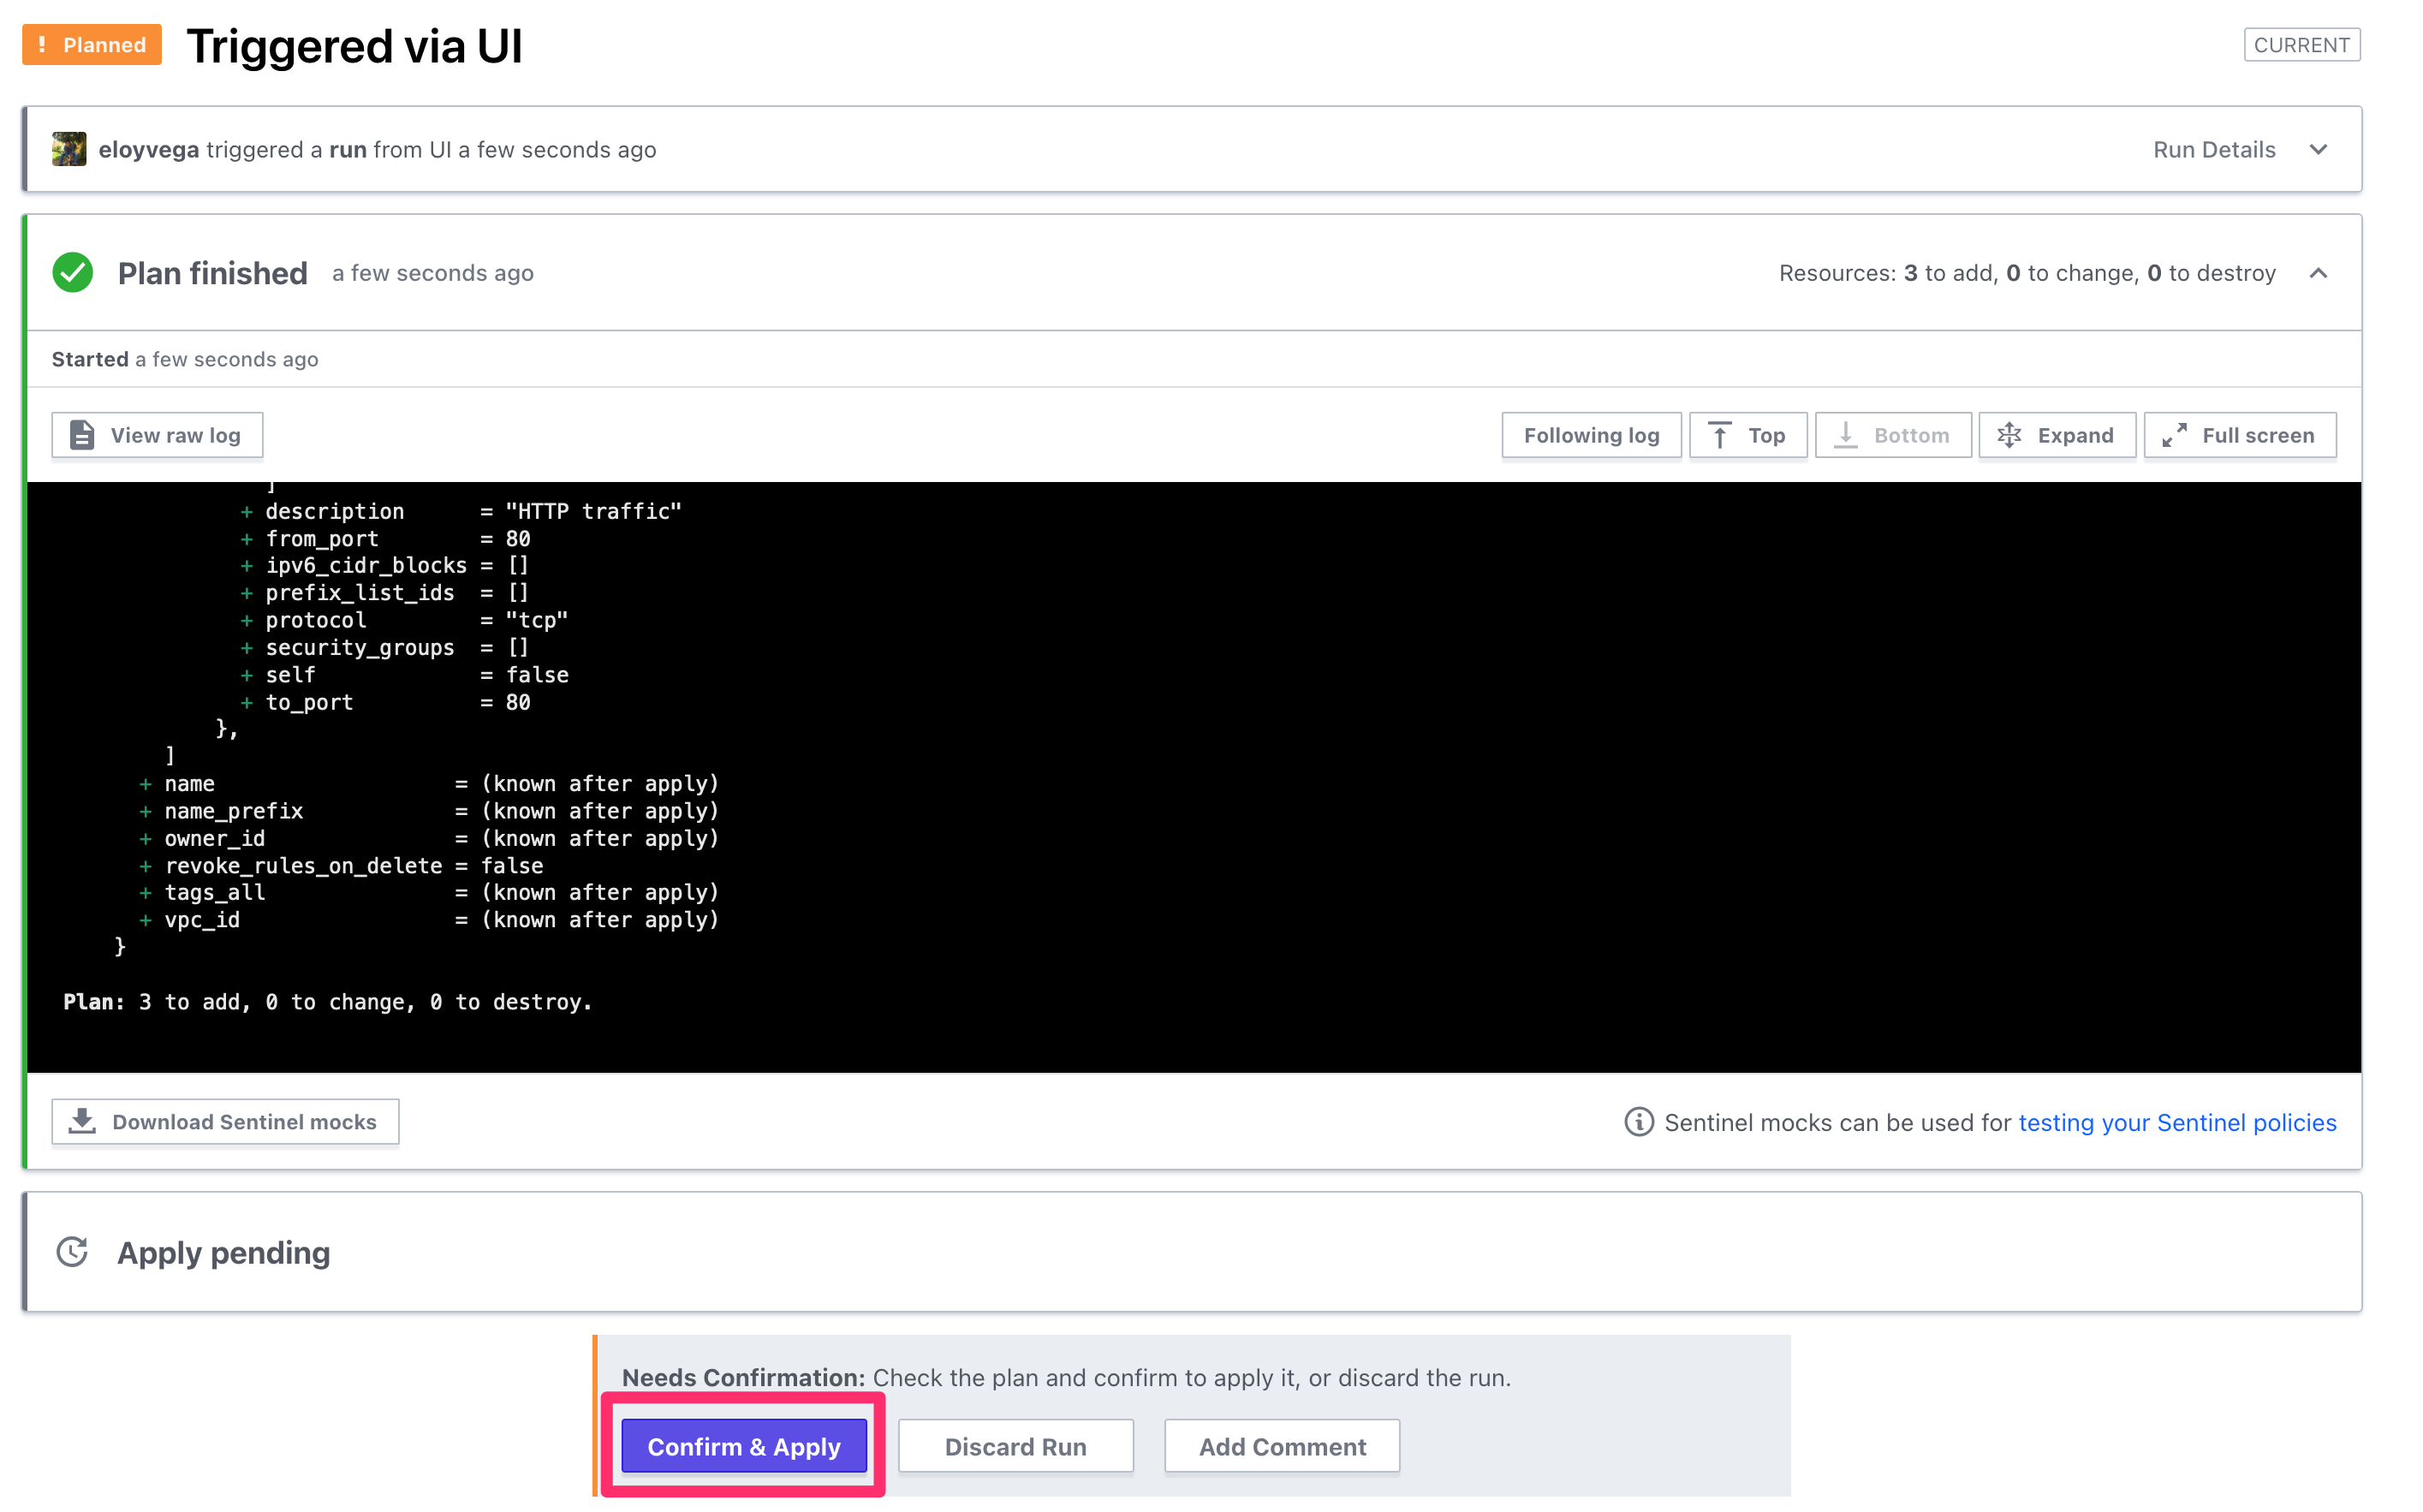 ! Planned Triggered via UI CURRENT
eloyvega triggered a run from UI a few seconds ago Run Details
Plan finished a few seconds ago Resources: 3 to add, 0 to change, 0 to destroy
Started a few seconds ago
View raw log Following log Top Bottom Expand Full screen
]
+ description = "HTTP traffic"
+ from_port = 80
+ ipv6_cidr_blocks = []
+ prefix_list_ids = []
+ protocol = "tcp"
+ security_groups = []
+ self = false
+ to_port = 80
},
]
+ name = (known after apply)
+ name_prefix = (known after apply)
+ owner_id = (known after apply)
+ revoke_rules_on_delete = false
+ tags_all = (known after apply)
+ vpc_id = (known after apply)
}
Plan: 3 to add, 0 to change, 0 to destroy.
Download Sentinel mocks Sentinel mocks can be used for testing your Sentinel policies
Apply pending
Needs Confirmation: Check the plan and confirm to apply it, or discard the run.
Confirm & Apply Discard Run Add Comment